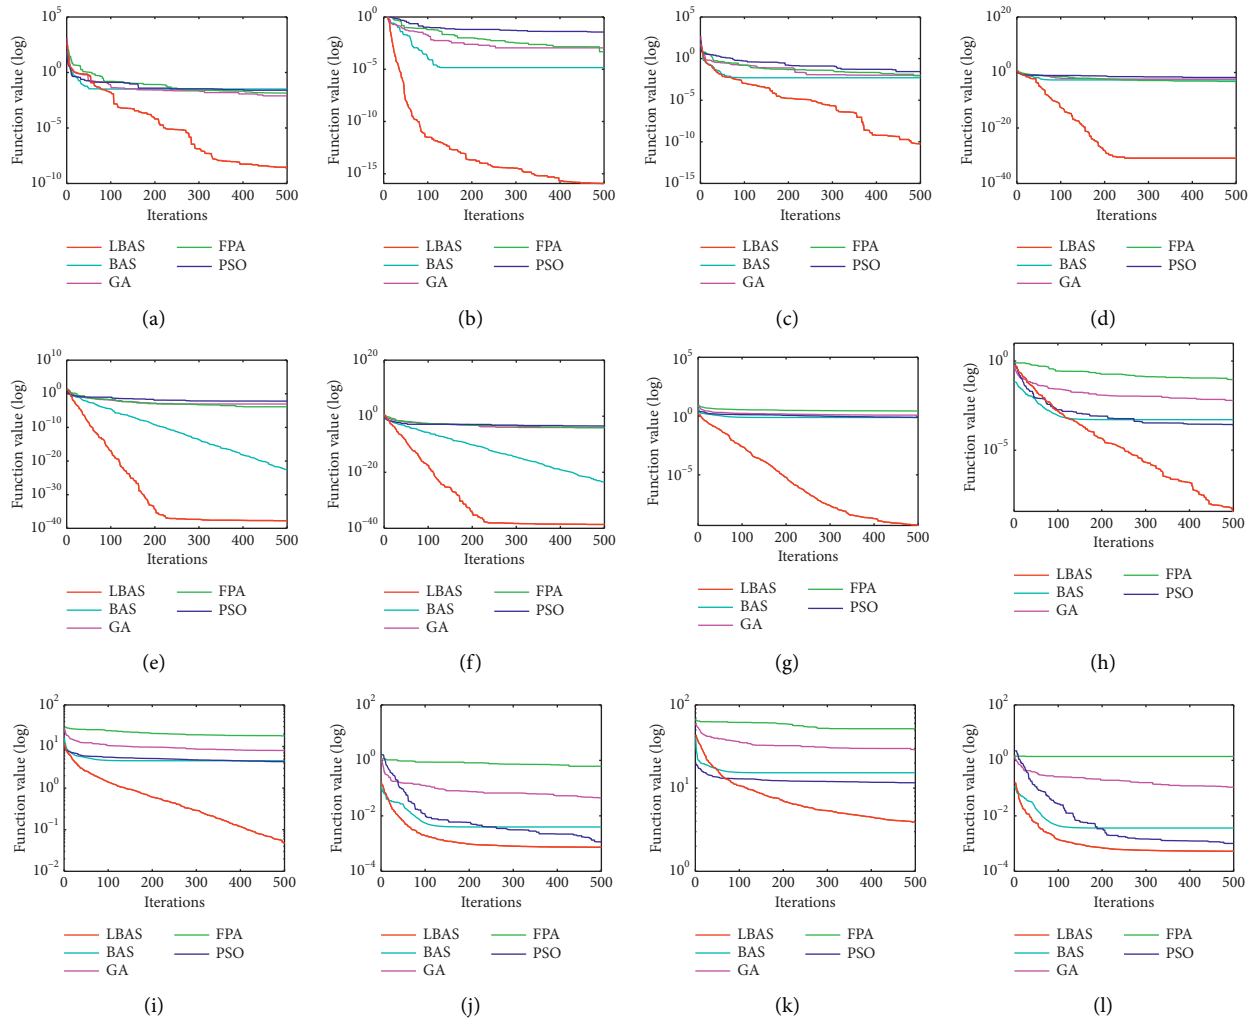 Function value (log)
10^5
10^0
10^-5
10^-10
0 100 200 300 400 500
Iterations
LBAS FPA
BAS PSO
GA
(a)
Function value (log)
10^0
10^-5
10^-10
10^-15
0 100 200 300 400 500
Iterations
LBAS FPA
BAS PSO
GA
(b)
Function value (log)
10^5
10^0
10^-5
10^-10
10^-15
0 100 200 300 400 500
Iterations
LBAS FPA
BAS PSO
GA
(c)
Function value (log)
10^20
10^0
10^-20
10^-40
0 100 200 300 400 500
Iterations
LBAS FPA
BAS PSO
GA
(d)
Function value (log)
10^10
10^0
10^-10
10^-20
10^-30
10^-40
0 100 200 300 400 500
Iterations
LBAS FPA
BAS PSO
GA
(e)
Function value (log)
10^20
10^0
10^-20
10^-40
0 100 200 300 400 500
Iterations
LBAS FPA
BAS PSO
GA
(f)
Function value (log)
10^5
10^0
10^-5
0 100 200 300 400 500
Iterations
LBAS FPA
BAS PSO
GA
(g)
Function value (log)
10^0
10^-5
0 100 200 300 400 500
Iterations
LBAS FPA
BAS PSO
GA
(h)
Function value (log)
10^2
10^1
10^0
10^-1
10^-2
0 100 200 300 400 500
Iterations
LBAS FPA
BAS PSO
GA
(i)
Function value (log)
10^2
10^0
10^-2
10^-4
0 100 200 300 400 500
Iterations
LBAS FPA
BAS PSO
GA
(j)
Function value (log)
10^2
10^1
10^0
0 100 200 300 400 500
Iterations
LBAS FPA
BAS PSO
GA
(k)
Function value (log)
10^2
10^0
10^-2
10^-4
0 100 200 300 400 500
Iterations
LBAS FPA
BAS PSO
GA
(l)